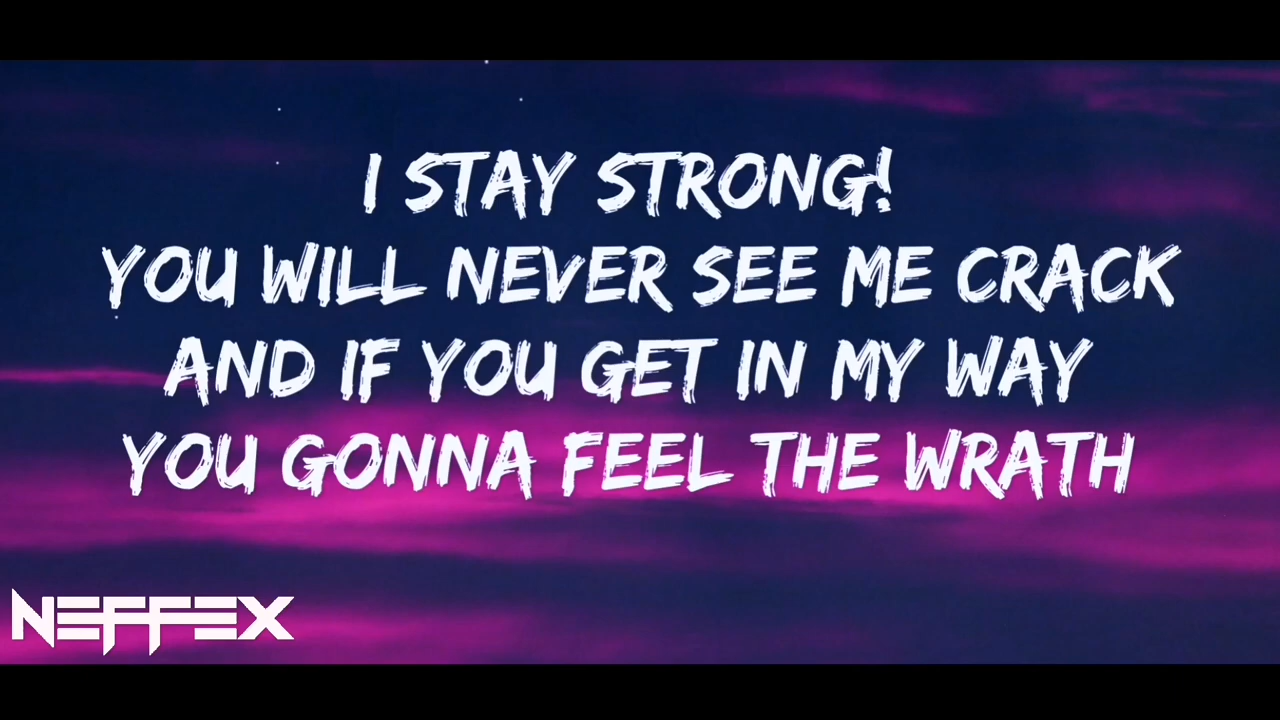 I STAY STRONG!
YOU WILL NEVER SEE ME CRACK
AND IF YOU GET IN MY WAY
YOU GONNA FEEL THE WRATH
NEFFEX